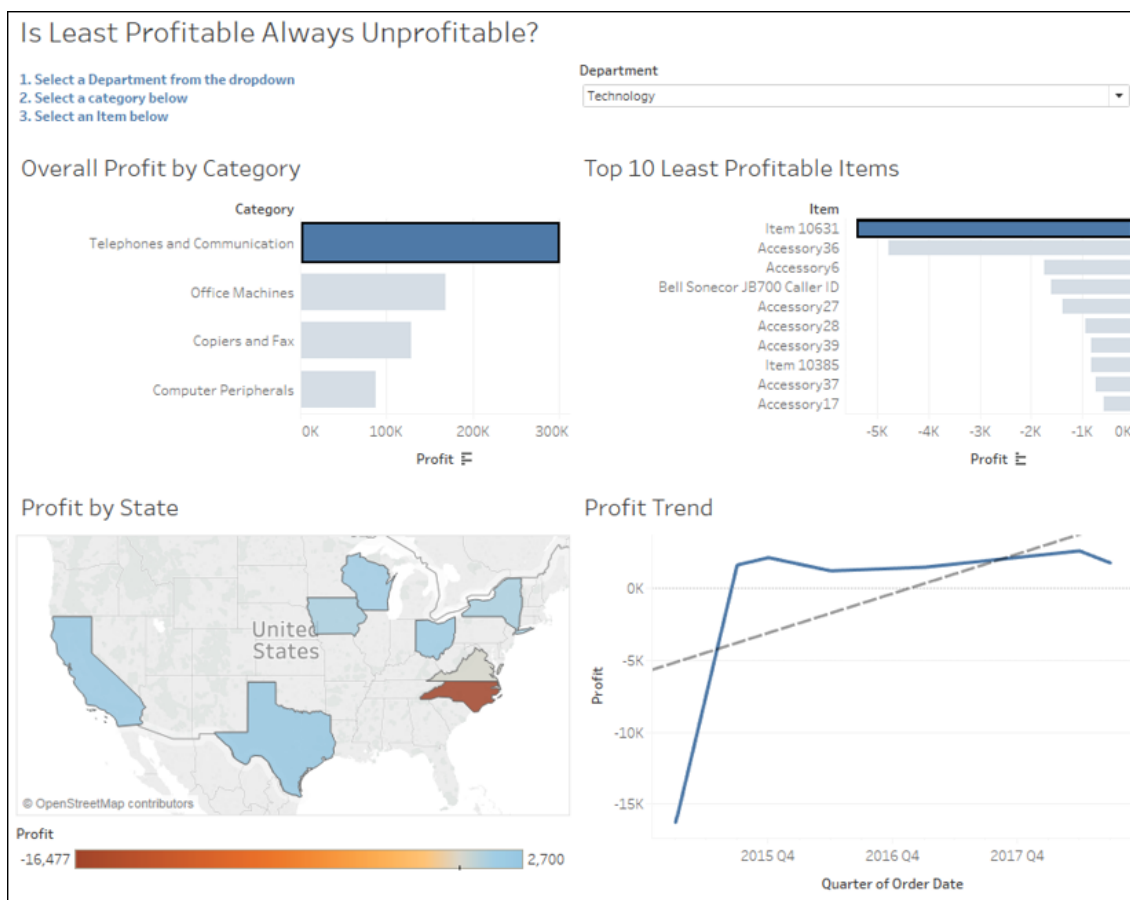 Is Least Profitable Always Unprofitable?
1. Select a Department from the dropdown
2. Select a category below
3. Select an Item below
Department
Technology
Overall Profit by Category
Category
Telephones and Communication
Office Machines
Copiers and Fax
Computer Peripherals
0K 100K 200K 300K
Profit
Top 10 Least Profitable Items
Item
Item 10631
Accessory36
Accessory6
Bell Sonecor JB700 Caller ID
Accessory27
Accessory28
Accessory39
Item 10385
Accessory37
Accessory17
-5K -4K -3K -2K -1K 0K
Profit
Profit by State
United
States
© OpenStreetMap contributors
Profit
-16,477 2,700
Profit Trend
0K
-5K
-10K
-15K
Profit
2015 Q4 2016 Q4 2017 Q4
Quarter of Order Date